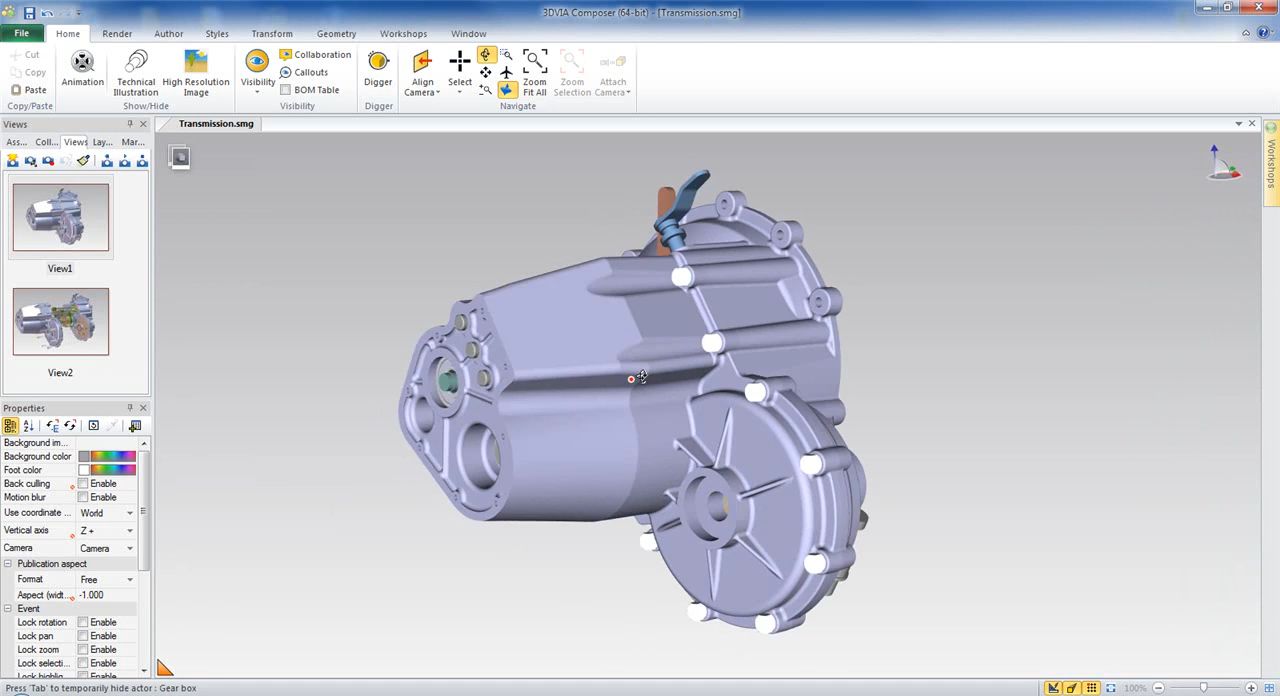 3DVIA Composer (64-bit) - [Transmission.smg]
File Home Render Author Styles Transform Geometry Workshops Window
Cut
Copy
Paste
Copy/Paste
Animation
Technical Illustration
High Resolution Image
Show/Hide
Visibility
Collaboration
Callouts
BOM Table
Visibility
Digger
Digger
Align Camera
Select
Zoom Fit All
Zoom Selection
Attach Camera
Navigate
Views
Transmission.smg
Ass... Coll... Views Lay... Mar...
Workshops
View1
View2
Properties
Background im...
Background color
Foot color
Back culling Enable
Motion blur Enable
Use coordinate ... World
Vertical axis Z +
Camera Camera
Publication aspect
Format Free
Aspect (widt... -1.000
Event
Lock rotation Enable
Lock pan Enable
Lock zoom Enable
Lock selecti... Enable
Lock highlig... Enable
Press 'Tab' to temporarily hide actor : Gear box
100%